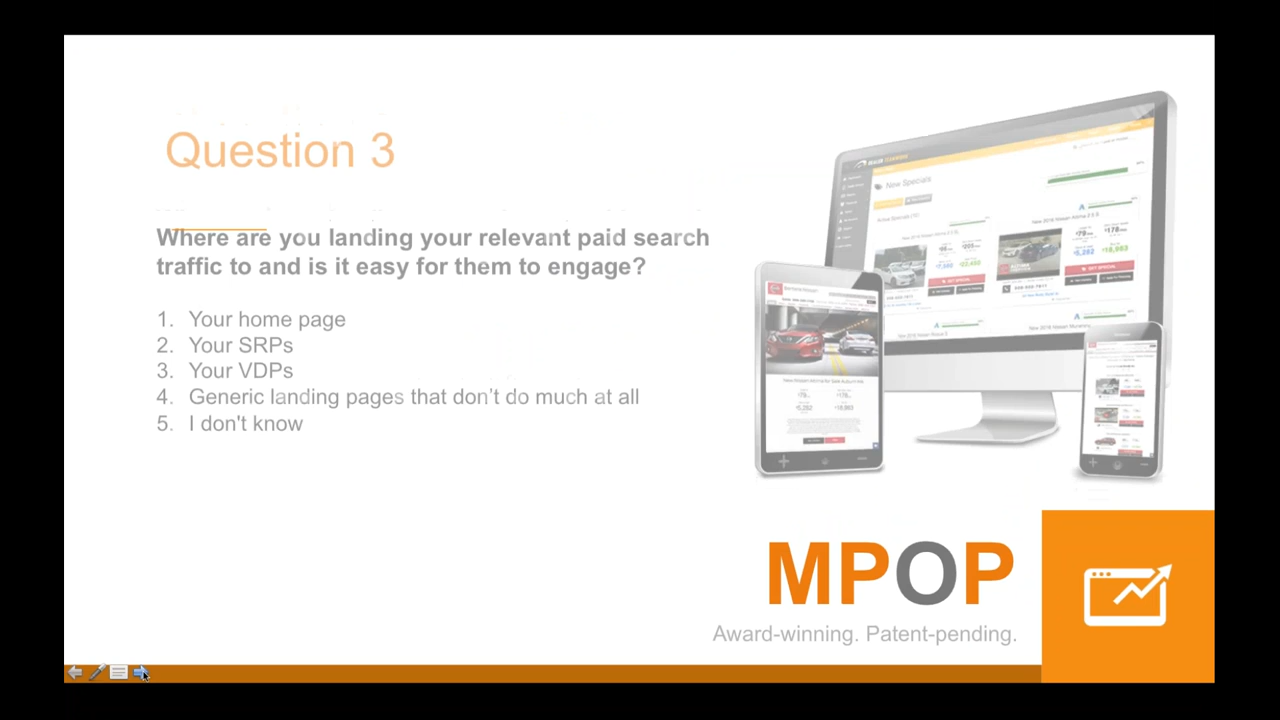 Question 3
Where are you landing your relevant paid search
traffic to and is it easy for them to engage?
1. Your home page
2. Your SRPs
3. Your VDPs
4. Generic landing pages that don’t do much at all
5. I don't know
New Specials
MPOP
Award-winning. Patent-pending.